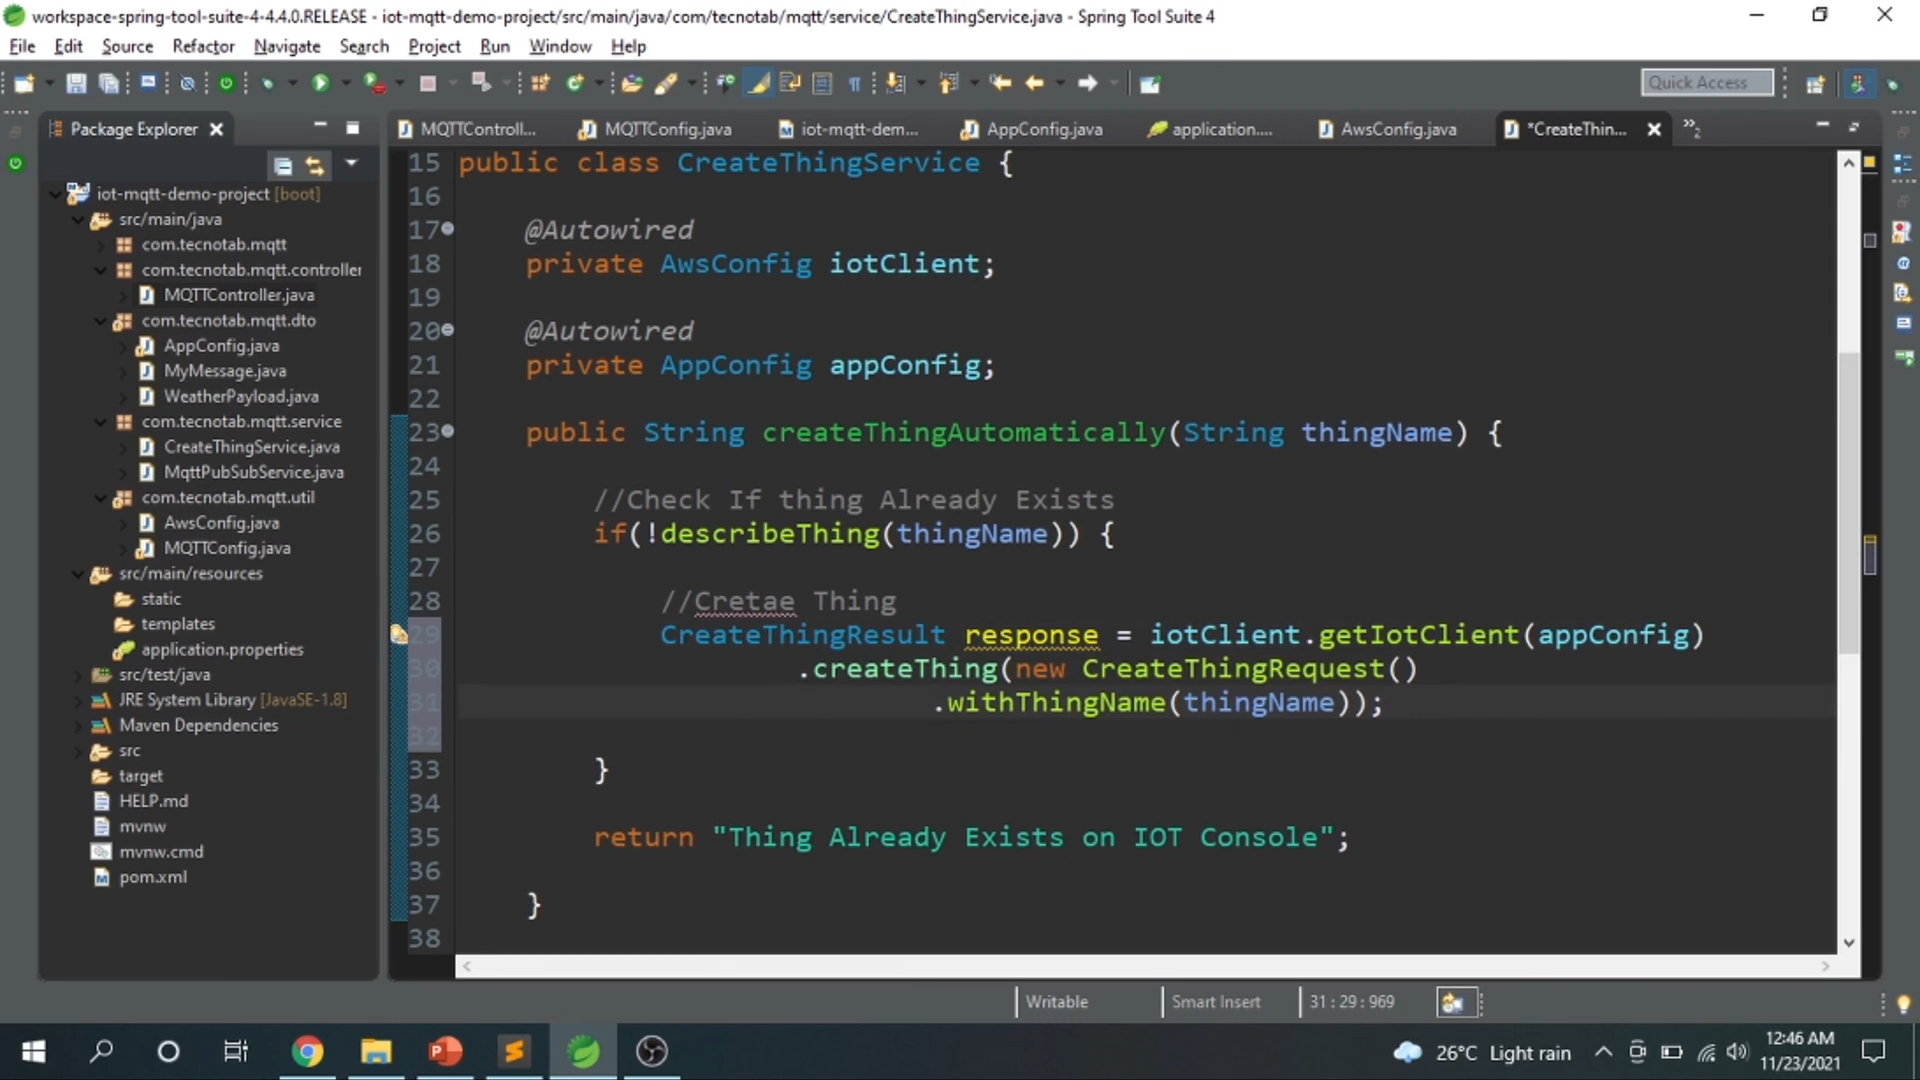 workspace-spring-tool-suite-4-4.4.0.RELEASE - iot-mqtt-demo-project/src/main/java/com/tecnotab/mqtt/service/CreateThingService.java - Spring Tool Suite 4
File Edit Source Refactor Navigate Search Project Run Window Help
Quick Access
Package Explorer
MQTTControll...
MQTTConfig.java
iot-mqtt-dem...
AppConfig.java
application....
AwsConfig.java
*CreateThin...
»2
iot-mqtt-demo-project [boot]
src/main/java
com.tecnotab.mqtt
com.tecnotab.mqtt.controller
MQTTController.java
com.tecnotab.mqtt.dto
AppConfig.java
MyMessage.java
WeatherPayload.java
com.tecnotab.mqtt.service
CreateThingService.java
MqttPubSubService.java
com.tecnotab.mqtt.util
AwsConfig.java
MQTTConfig.java
src/main/resources
static
templates
application.properties
src/test/java
JRE System Library [JavaSE-1.8]
Maven Dependencies
src
target
HELP.md
mvnw
mvnw.cmd
pom.xml
15 public class CreateThingService {
16
17 @Autowired
18 private AwsConfig iotClient;
19
20 @Autowired
21 private AppConfig appConfig;
22
23 public String createThingAutomatically(String thingName) {
24
25 //Check If thing Already Exists
26 if(!describeThing(thingName)) {
27
28 //Cretae Thing
29 CreateThingResult response = iotClient.getIotClient(appConfig)
30 .createThing(new CreateThingRequest()
31 .withThingName(thingName));
32
33 }
34
35 return "Thing Already Exists on IOT Console";
36
37 }
38
Writable
Smart Insert
31 : 29 : 969
26°C Light rain
12:46 AM
11/23/2021